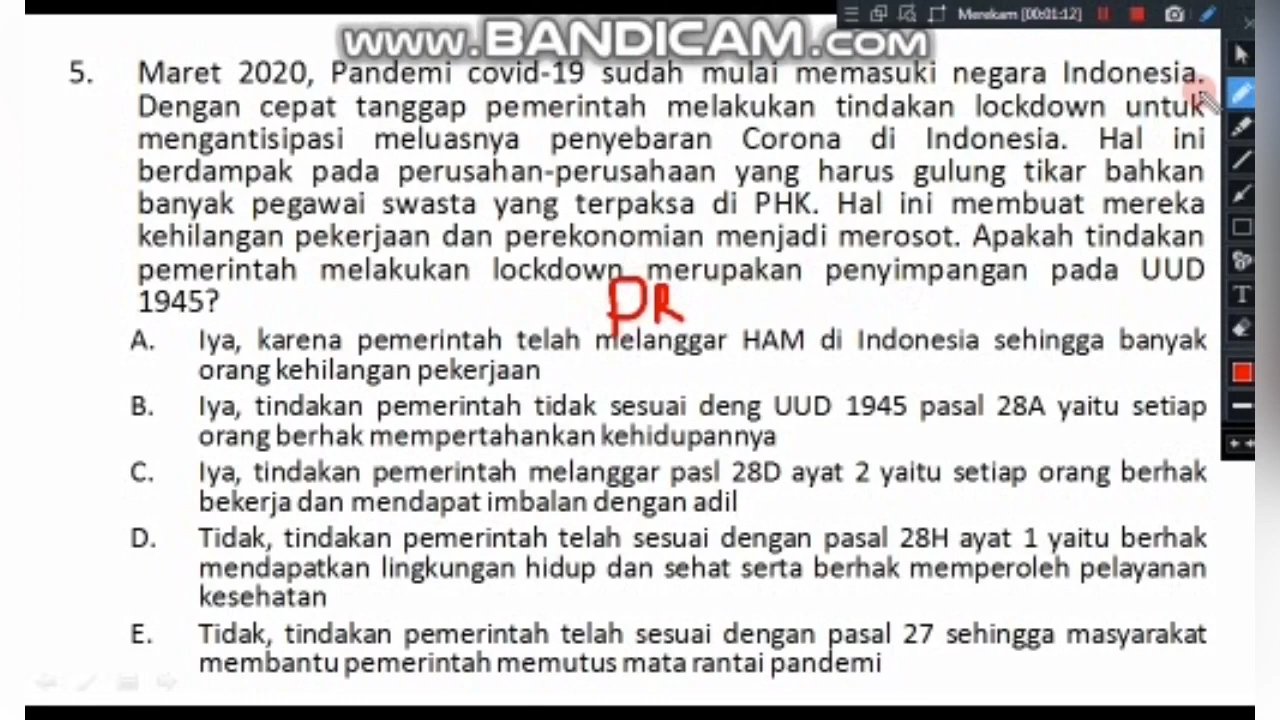 Merekam [00:01:12]
www.BANDICAM.com
5. Maret 2020, Pandemi covid-19 sudah mulai memasuki negara Indonesia.
Dengan cepat tanggap pemerintah melakukan tindakan lockdown untuk
mengantisipasi meluasnya penyebaran Corona di Indonesia. Hal ini
berdampak pada perusahan-perusahaan yang harus gulung tikar bahkan
banyak pegawai swasta yang terpaksa di PHK. Hal ini membuat mereka
kehilangan pekerjaan dan perekonomian menjadi merosot. Apakah tindakan
pemerintah melakukan lockdown merupakan penyimpangan pada UUD
1945?
PR
A. Iya, karena pemerintah telah melanggar HAM di Indonesia sehingga banyak
orang kehilangan pekerjaan
B. Iya, tindakan pemerintah tidak sesuai deng UUD 1945 pasal 28A yaitu setiap
orang berhak mempertahankan kehidupannya
C. Iya, tindakan pemerintah melanggar pasl 28D ayat 2 yaitu setiap orang berhak
bekerja dan mendapat imbalan dengan adil
D. Tidak, tindakan pemerintah telah sesuai dengan pasal 28H ayat 1 yaitu berhak
mendapatkan lingkungan hidup dan sehat serta berhak memperoleh pelayanan
kesehatan
E. Tidak, tindakan pemerintah telah sesuai dengan pasal 27 sehingga masyarakat
membantu pemerintah memutus mata rantai pandemi